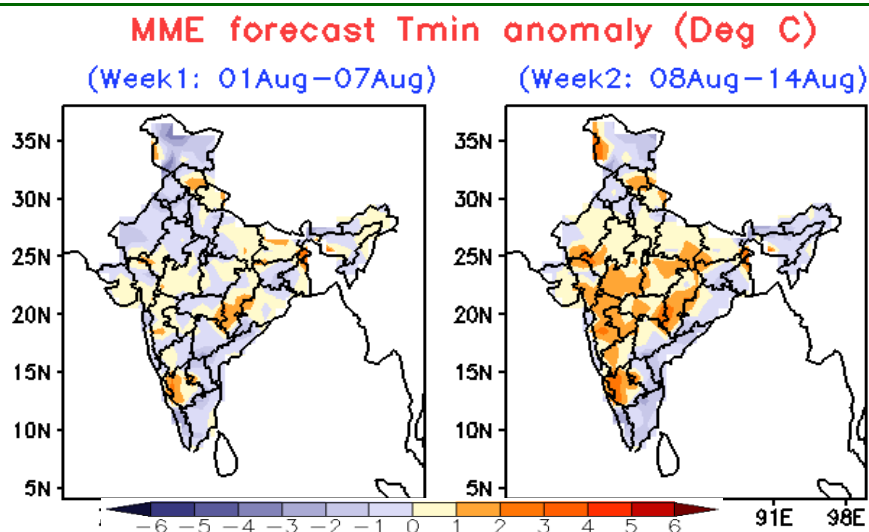 MME forecast Tmin anomaly (Deg C)
(Week1: 01Aug−07Aug)
(Week2: 08Aug−14Aug)
35N
30N
25N
20N
15N
10N
5N
35N
30N
25N
20N
15N
10N
5N
91E 98E
−6 −5 −4 −3 −2 −1 0 1 2 3 4 5 6